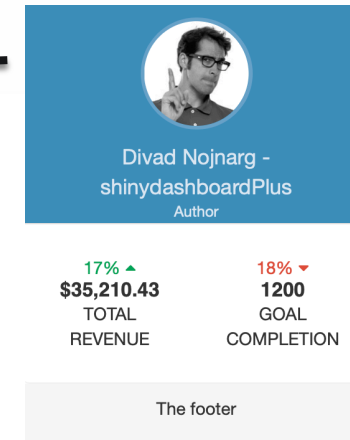 Divad Nojnarg -
shinydashboardPlus
Author
17% 18%
$35,210.43 1200
TOTAL GOAL
REVENUE COMPLETION
The footer